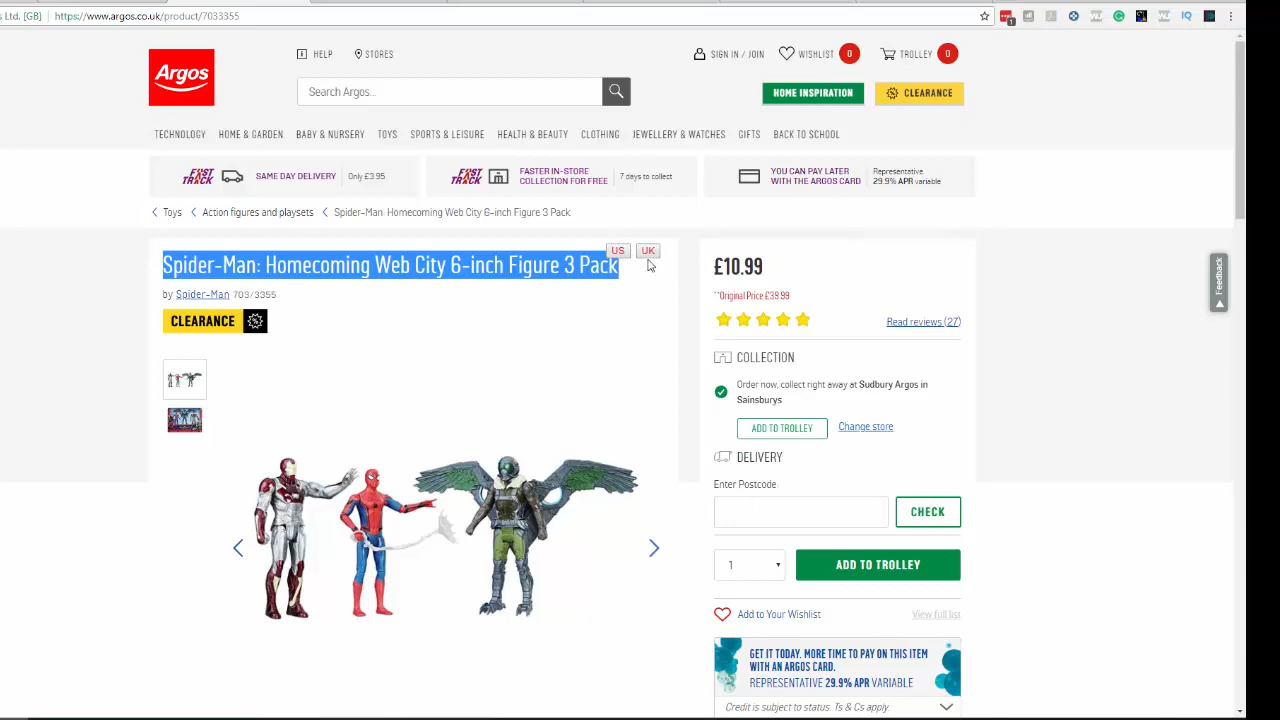 s Ltd. [GB] | https://www.argos.co.uk/product/7033355
1
Argos
HELP
STORES
SIGN IN / JOIN
WISHLIST 0
TROLLEY 0
Search Argos...
HOME INSPIRATION
CLEARANCE
TECHNOLOGY HOME & GARDEN BABY & NURSERY TOYS SPORTS & LEISURE HEALTH & BEAUTY CLOTHING JEWELLERY & WATCHES GIFTS BACK TO SCHOOL
FAST TRACK SAME DAY DELIVERY Only £3.95
FAST TRACK FASTER IN-STORE COLLECTION FOR FREE 7 days to collect
YOU CAN PAY LATER WITH THE ARGOS CARD Representative 29.9% APR variable
Toys Action figures and playsets Spider-Man: Homecoming Web City 6-inch Figure 3 Pack
US UK
Spider-Man: Homecoming Web City 6-inch Figure 3 Pack
by Spider-Man 703/3355
CLEARANCE
£10.99
**Original Price £39.99
Read reviews (27)
COLLECTION
Order now, collect right away at Sudbury Argos in
Sainsburys
ADD TO TROLLEY Change store
DELIVERY
Enter Postcode:
CHECK
1
ADD TO TROLLEY
Add to Your Wishlist View full list
GET IT TODAY. MORE TIME TO PAY ON THIS ITEM
WITH AN ARGOS CARD.
REPRESENTATIVE 29.9% APR VARIABLE
Credit is subject to status. Ts & Cs apply.
Feedback